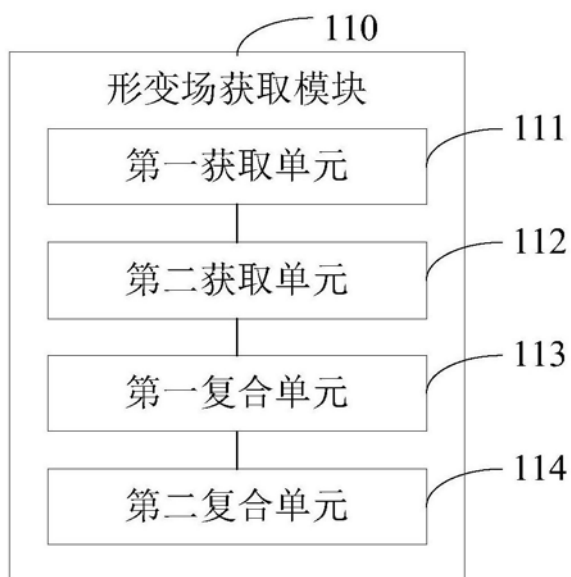 110
形变场获取模块
111
第一获取单元
112
第二获取单元
113
第一复合单元
114
第二复合单元